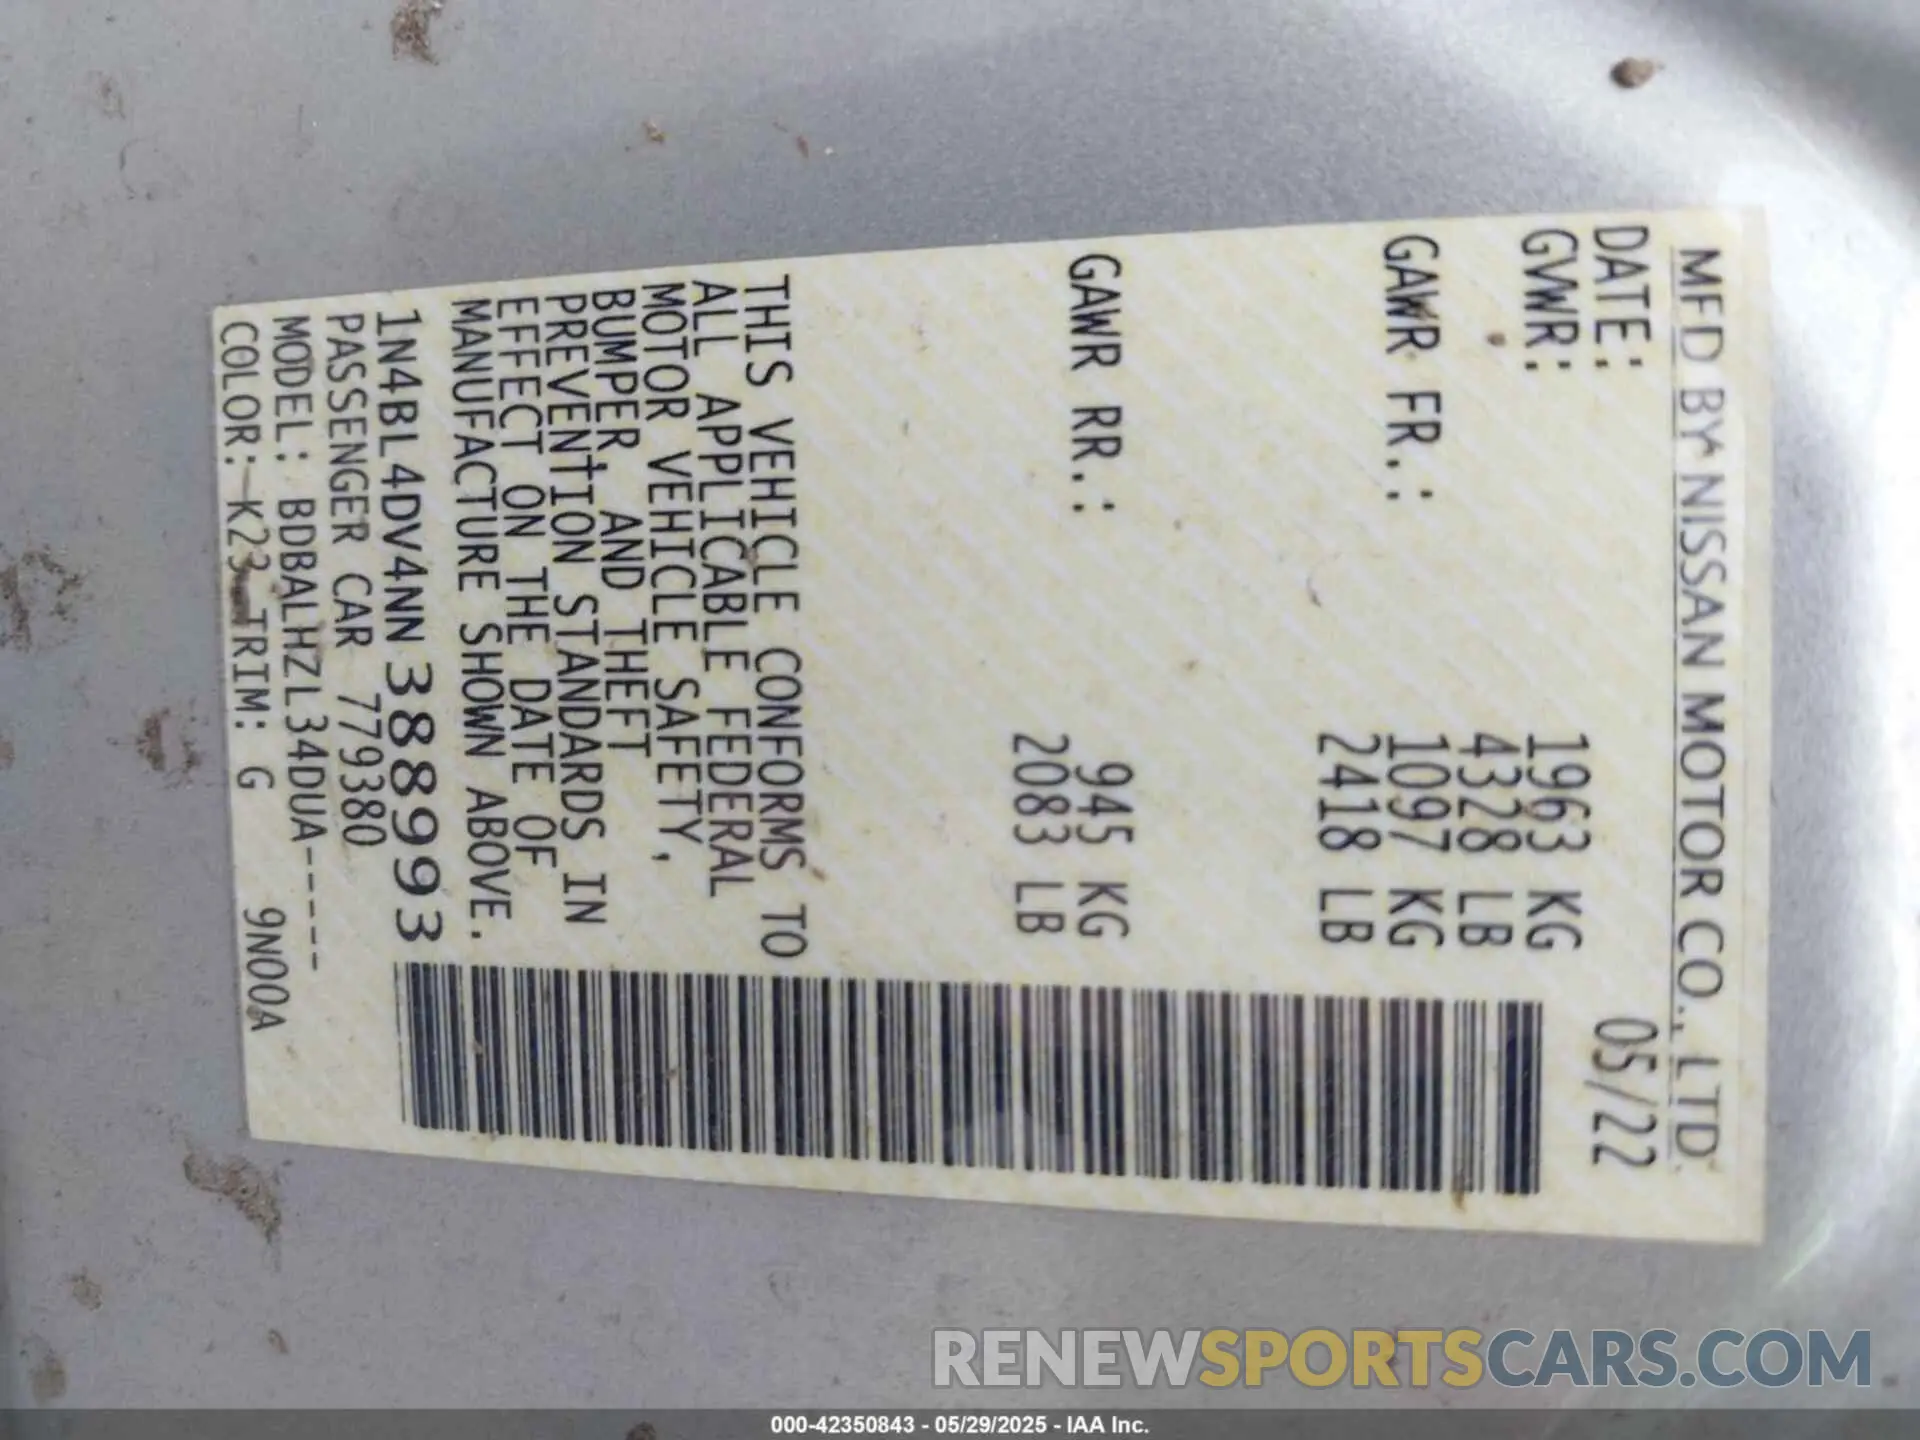 MFD BY NISSAN MOTOR CO., LTD.
DATE: 05/22
GVWR: 1963 KG
4328 LB
GAWR FR.: 1097 KG
2418 LB
GAWR RR.: 945 KG
2083 LB
THIS VEHICLE CONFORMS TO
ALL APPLICABLE FEDERAL
MOTOR VEHICLE SAFETY,
BUMPER, AND THEFT
PREVENTION STANDARDS IN
EFFECT ON THE DATE OF
MANUFACTURE SHOWN ABOVE.
1N4BL4DV4NN388993
PASSENGER CAR 779380
MODEL: BDBALHZL34DUA-----
COLOR: K23 TRIM: G 9N00A
RENEWSPORTSCARS.COM
000-42350843 - 05/29/2025 - IAA Inc.